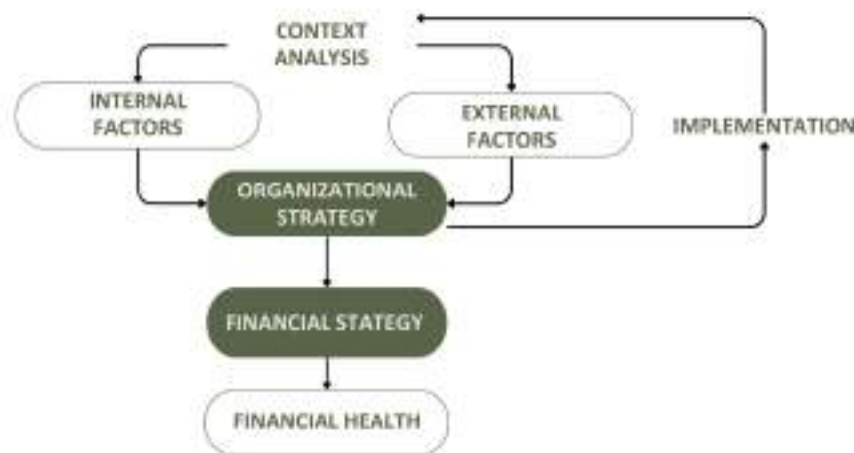 CONTEXT
ANALYSIS
INTERNAL
FACTORS
EXTERNAL
FACTORS
IMPLEMENTATION
ORGANIZATIONAL
STRATEGY
FINANCIAL STATEGY
FINANCIAL HEALTH